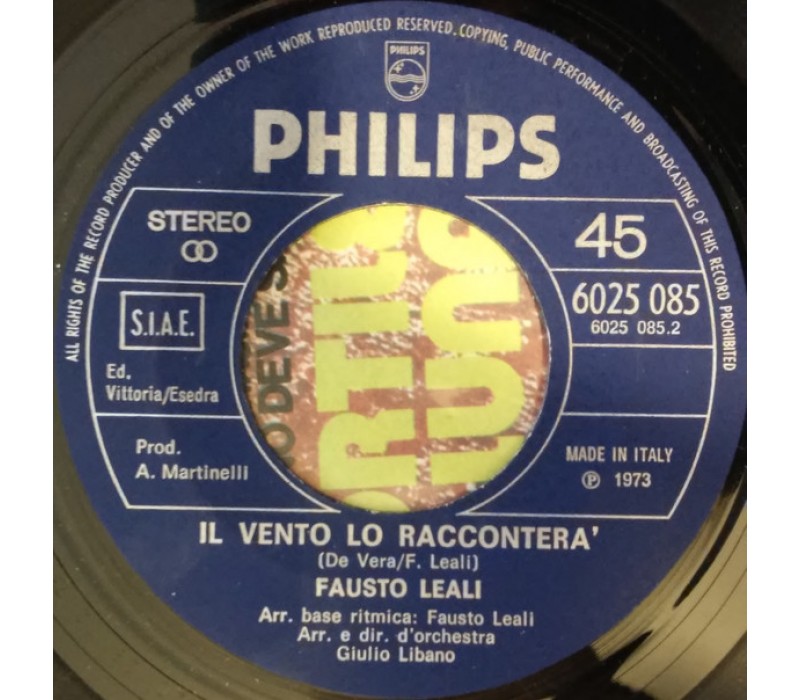 ALL RIGHTS OF THE RECORD PRODUCER AND OF THE OWNER OF THE WORK REPRODUCED RESERVED. COPYING, PUBLIC PERFORMANCE AND BROADCASTING OF THIS RECORD PROHIBITED
PHILIPS
PHILIPS
STEREO
45
6025 085
6025 085.2
S.I.A.E.
Ed.
Vittoria/Esedra
Prod.
A. Martinelli
MADE IN ITALY
Ⓟ 1973
IL VENTO LO RACCONTERA'
(De Vera/F. Leali)
FAUSTO LEALI
Arr. base ritmica: Fausto Leali
Arr. e dir. d'orchestra
Giulio Libano